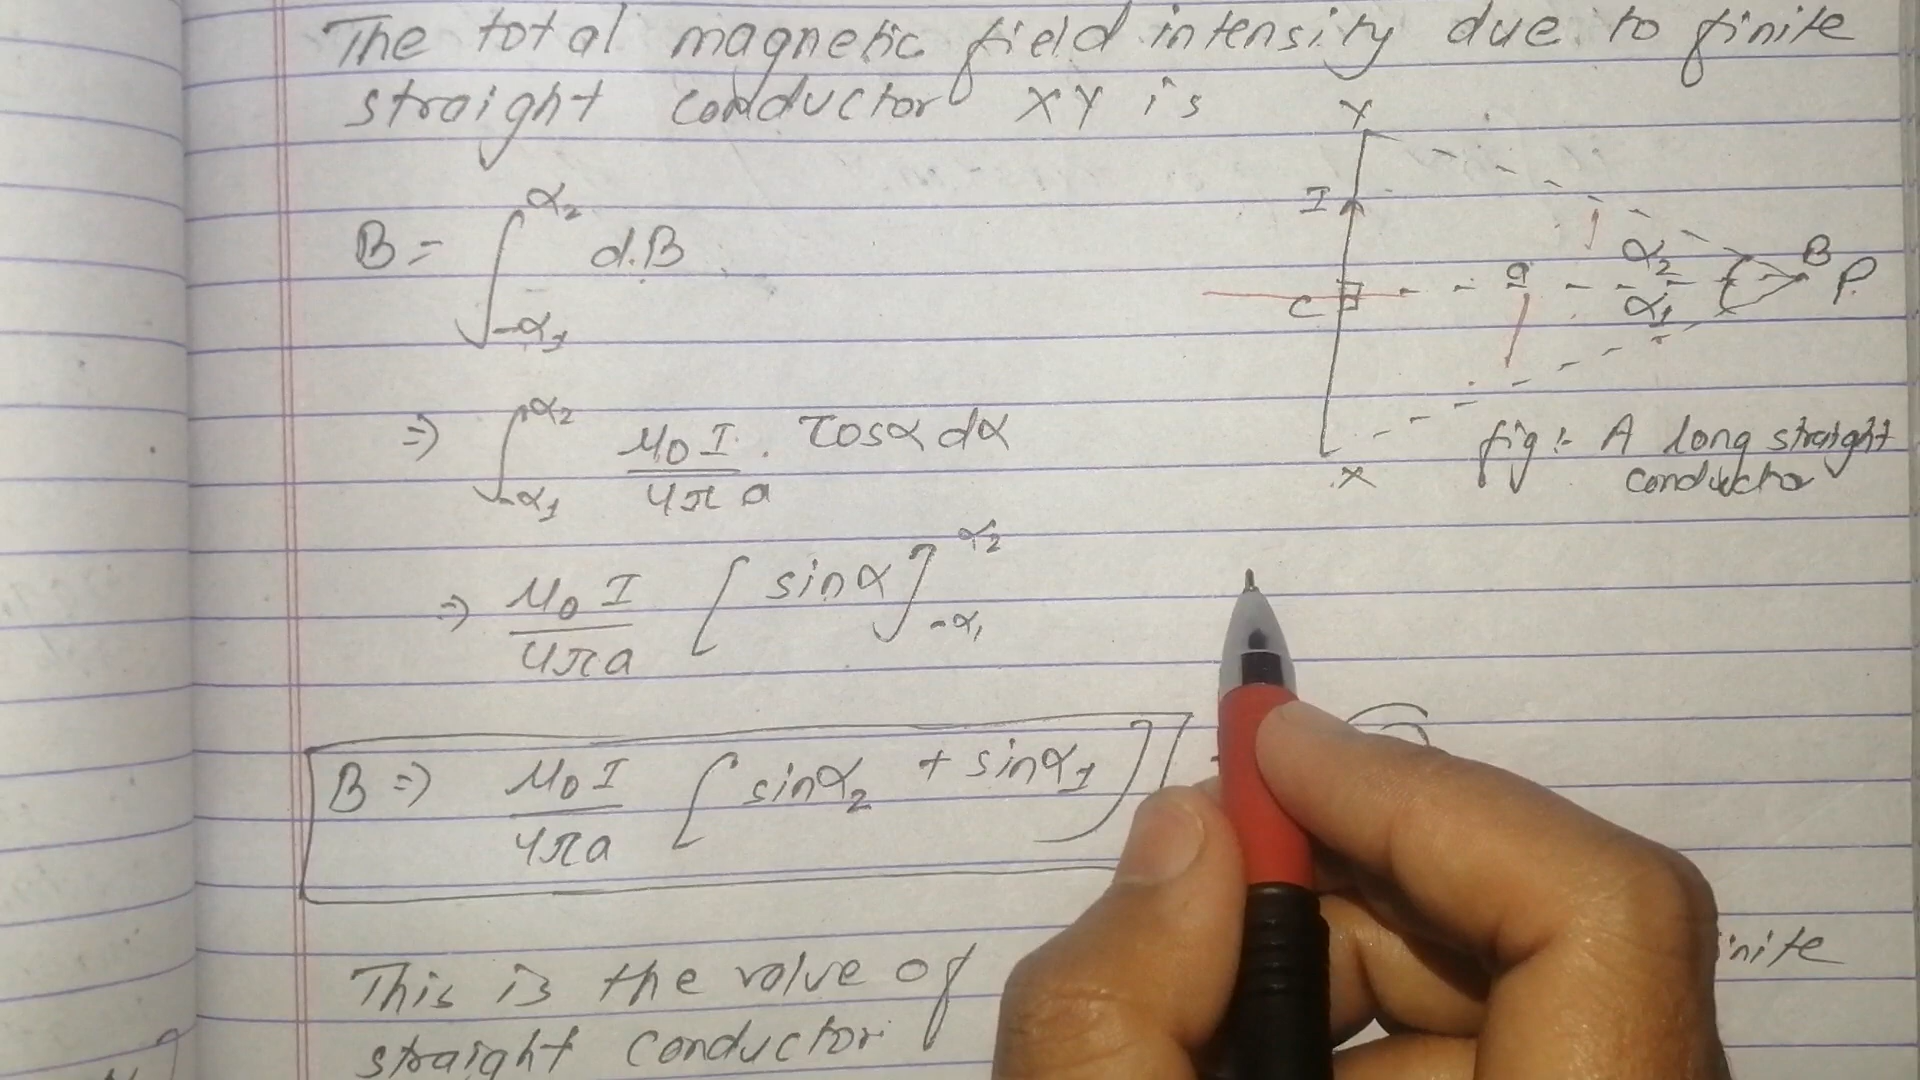 The total magnetic field intensity due to finite
straight conductor XY is
B = ∫_{-α₁}^{α₂} d.B
⇒ ∫_{-α₁}^{α₂} μ₀I/4πa . cosα dα
⇒ μ₀I/4πa [sinα]_{-α₁}^{α₂}
B ⇒ μ₀I/4πa [sinα₂ + sinα₁]
This is the value of
straight conductor
Y
I
C
a
α₂
α₁
B
P
X
fig:- A long straight
conductor